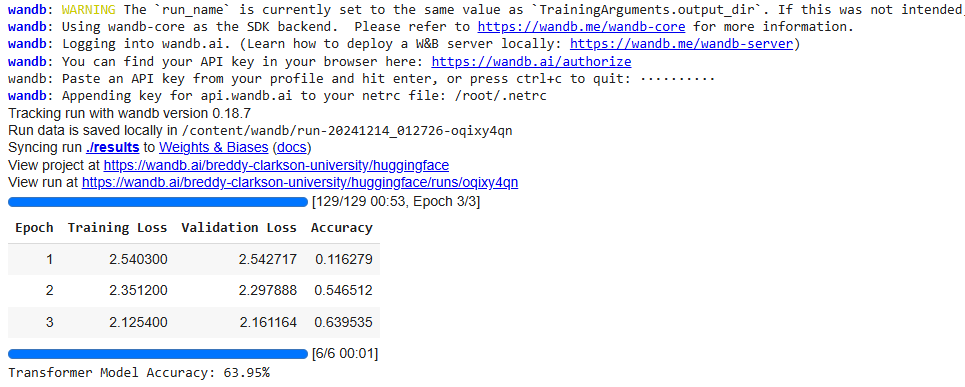 wandb: WARNING The `run_name` is currently set to the same value as `TrainingArguments.output_dir`. If this was not intended,
wandb: Using wandb-core as the SDK backend.  Please refer to https://wandb.me/wandb-core for more information.
wandb: Logging into wandb.ai. (Learn how to deploy a W&B server locally: https://wandb.me/wandb-server)
wandb: You can find your API key in your browser here: https://wandb.ai/authorize
wandb: Paste an API key from your profile and hit enter, or press ctrl+c to quit: ··········
wandb: Appending key for api.wandb.ai to your netrc file: /root/.netrc
Tracking run with wandb version 0.18.7
Run data is saved locally in /content/wandb/run-20241214_012726-oqixy4qn
Syncing run ./results to Weights & Biases (docs)
View project at https://wandb.ai/breddy-clarkson-university/huggingface
View run at https://wandb.ai/breddy-clarkson-university/huggingface/runs/oqixy4qn
[129/129 00:53, Epoch 3/3]
Epoch Training Loss Validation Loss Accuracy
1 2.540300 2.542717 0.116279
2 2.351200 2.297888 0.546512
3 2.125400 2.161164 0.639535
[6/6 00:01]
Transformer Model Accuracy: 63.95%